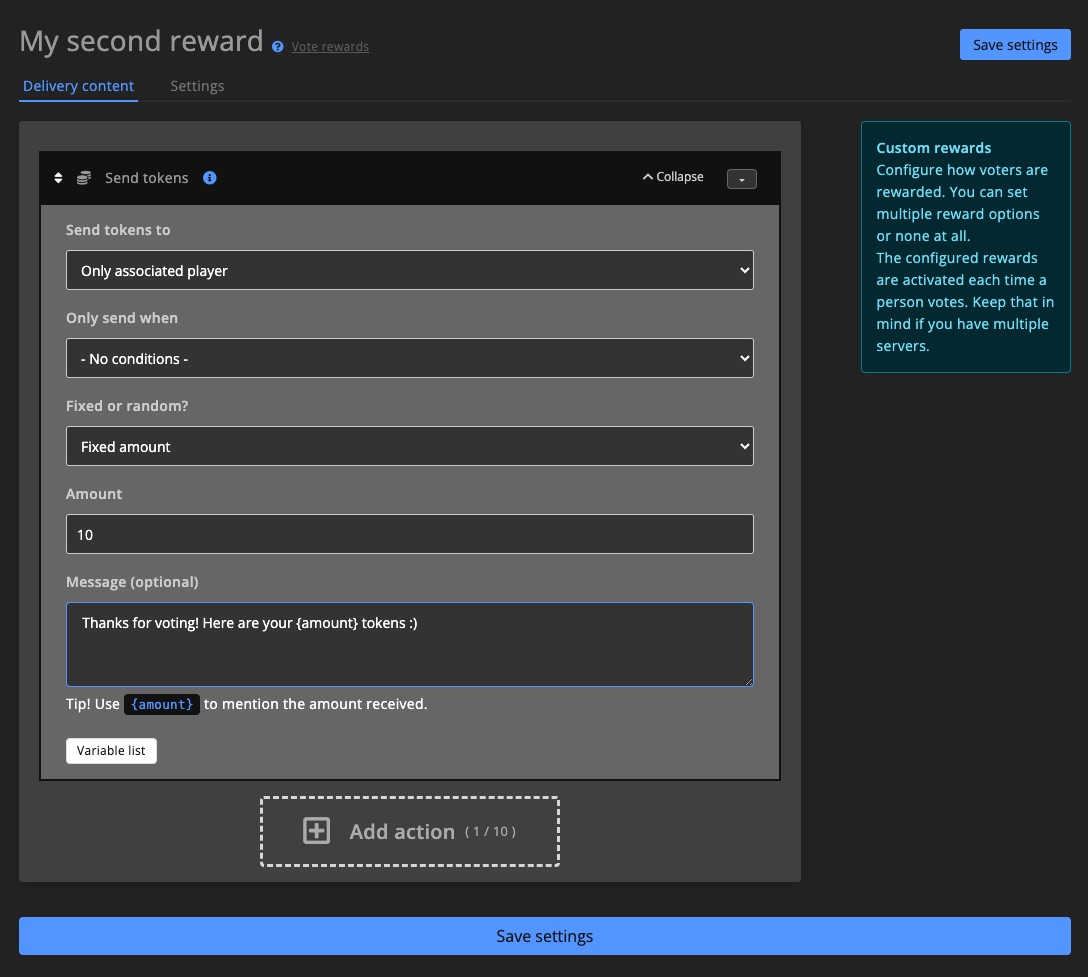 My second reward ? Vote rewards
Save settings
Delivery content
Settings
Send tokens i
Collapse
-
Send tokens to
Only associated player
Only send when
- No conditions -
Fixed or random?
Fixed amount
Amount
10
Message (optional)
Thanks for voting! Here are your {amount} tokens :)
Tip! Use {amount} to mention the amount received.
Variable list
Add action ( 1 / 10 )
Custom rewards
Configure how voters are
rewarded. You can set
multiple reward options
or none at all.
The configured rewards
are activated each time a
person votes. Keep that in
mind if you have multiple
servers.
Save settings